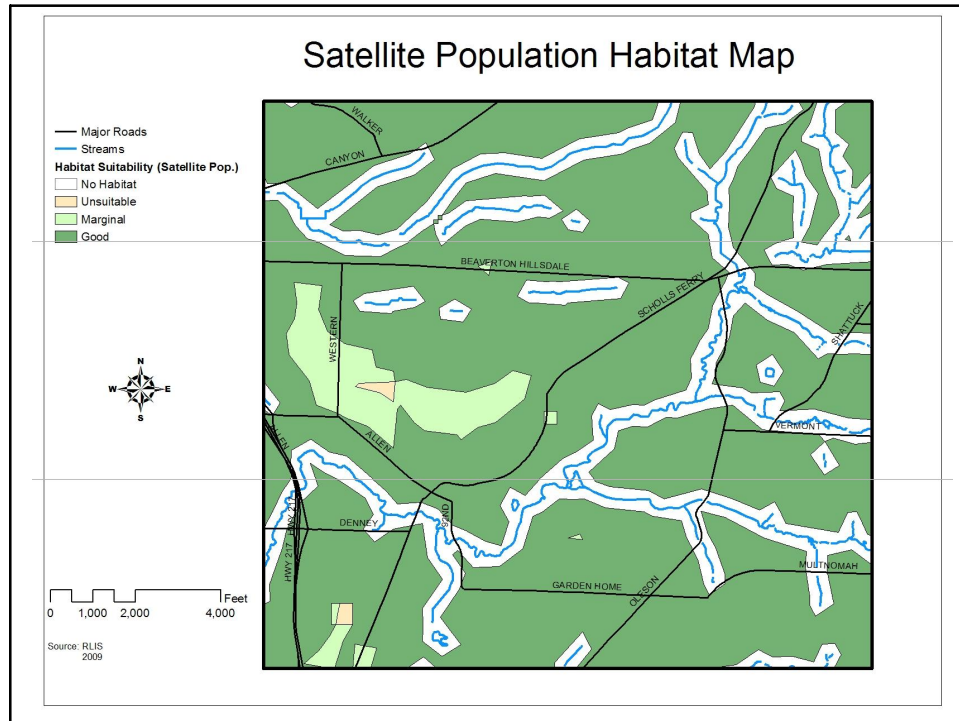 Satellite Population Habitat Map
Major Roads
Streams
Habitat Suitability (Satellite Pop.)
No Habitat
Unsuitable
Marginal
Good
N
W E
S
Feet
0 1,000 2,000 4,000
Source: RLIS
2009
WALKER
CANYON
BEAVERTON HILLSDALE
SCHOLLS FERRY
WESTERN
SHATTUCK
ALLEN
ALLEN
VERMONT
HWY 217
HWY 217
DENNEY
92ND
GARDEN HOME
OLESON
MULTNOMAH